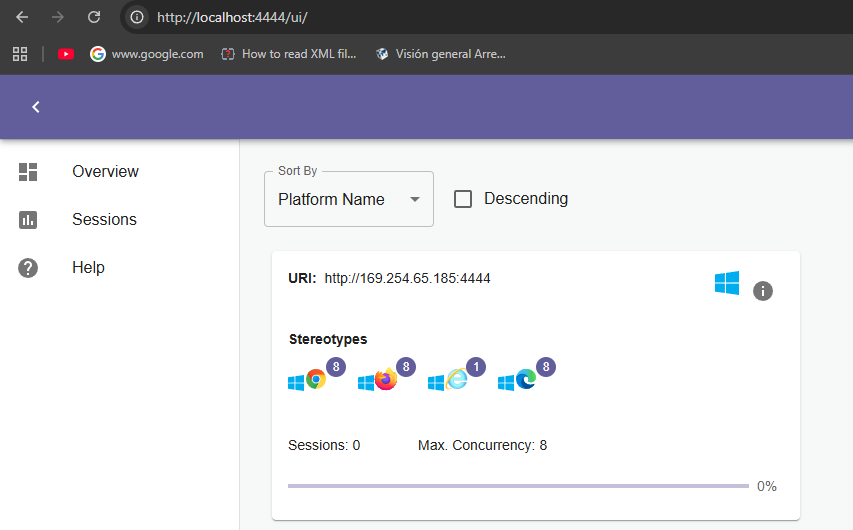 http://localhost:4444/ui/
www.google.com How to read XML fil... Visión general Arre...
Overview
Sessions
Help
Sort By
Platform Name
Descending
URI: http://169.254.65.185:4444
Stereotypes
8 8 1 8
Sessions: 0 Max. Concurrency: 8
0%